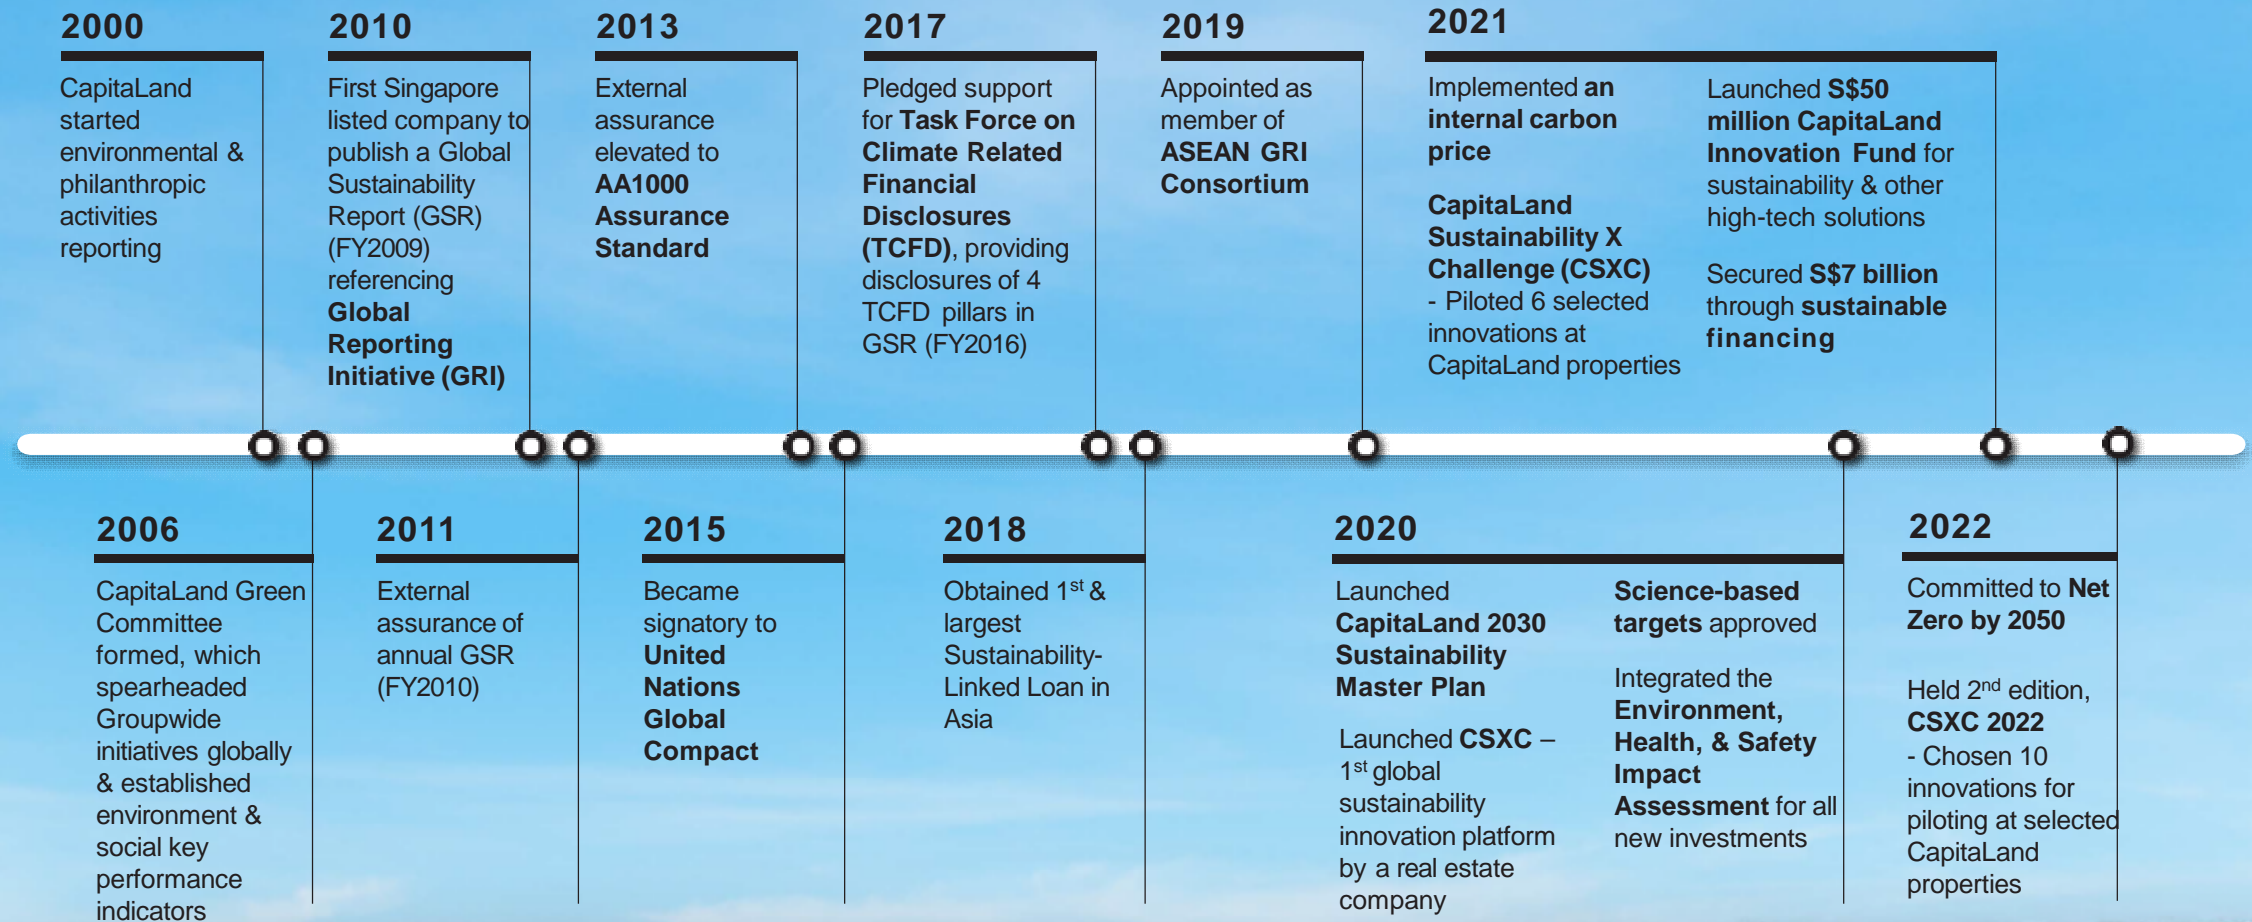 2000
CapitaLand
started
environmental &
philanthropic
activities
reporting
2010
First Singapore
listed company to
publish a Global
Sustainability
Report (GSR)
(FY2009)
referencing
Global
Reporting
Initiative (GRI)
2013
External
assurance
elevated to
AA1000
Assurance
Standard
2017
Pledged support
for Task Force on
Climate Related
Financial
Disclosures
(TCFD), providing
disclosures of 4
TCFD pillars in
GSR (FY2016)
2019
Appointed as
member of
ASEAN GRI
Consortium
2021
Implemented an
internal carbon
price
CapitaLand
Sustainability X
Challenge (CSXC)
- Piloted 6 selected
innovations at
CapitaLand properties
Launched S$50
million CapitaLand
Innovation Fund for
sustainability & other
high-tech solutions
Secured S$7 billion
through sustainable
financing
2006
CapitaLand Green
Committee
formed, which
spearheaded
Groupwide
initiatives globally
& established
environment &
social key
performance
indicators
2011
External
assurance of
annual GSR
(FY2010)
2015
Became
signatory to
United
Nations
Global
Compact
2018
Obtained 1st &
largest
Sustainability-
Linked Loan in
Asia
2020
Launched
CapitaLand 2030
Sustainability
Master Plan
Launched CSXC –
1st global
sustainability
innovation platform
by a real estate
company
Science-based
targets approved
Integrated the
Environment,
Health, & Safety
Impact
Assessment for all
new investments
2022
Committed to Net
Zero by 2050
Held 2nd edition,
CSXC 2022
- Chosen 10
innovations for
piloting at selected
CapitaLand
properties